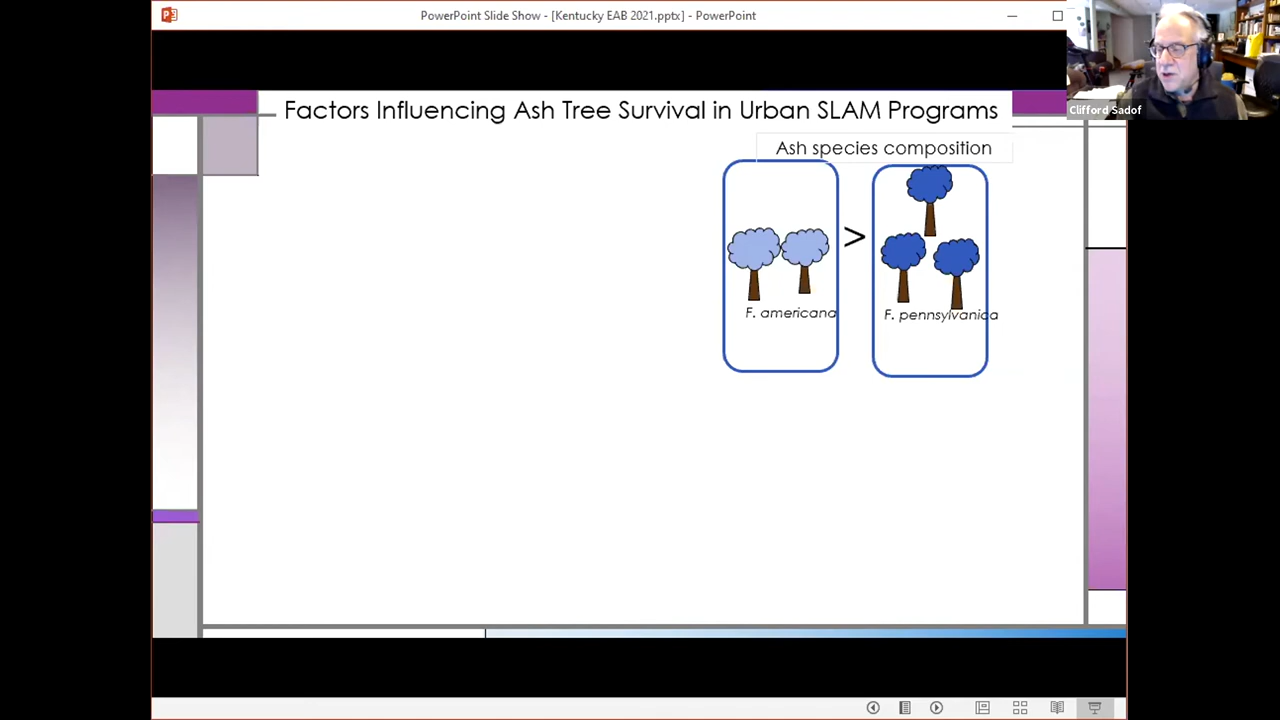 PowerPoint Slide Show - [Kentucky EAB 2021.pptx] - PowerPoint
Clifford Sadof
Factors Influencing Ash Tree Survival in Urban SLAM Programs
Ash species composition
>
F. americana
F. pennsylvanica